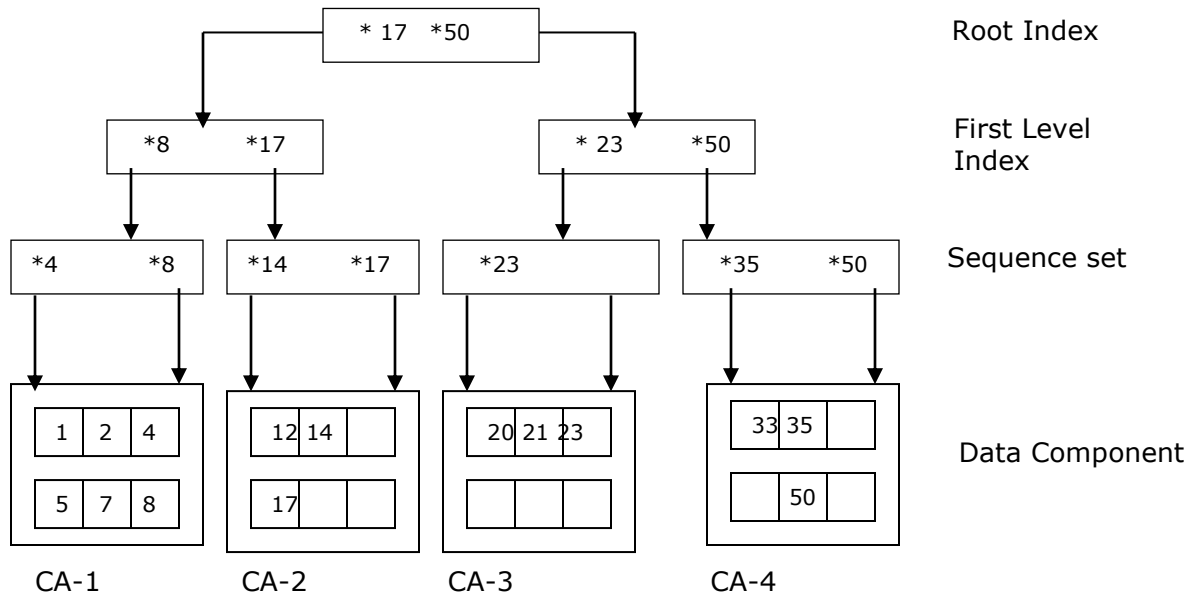 * 17 *50 Root Index
*8 *17 * 23 *50 First Level
Index
*4 *8 *14 *17 *23 *35 *50 Sequence set
1 2 4 12 14 20 21 23 33 35
Data Component
5 7 8 17 50
CA-1 CA-2 CA-3 CA-4